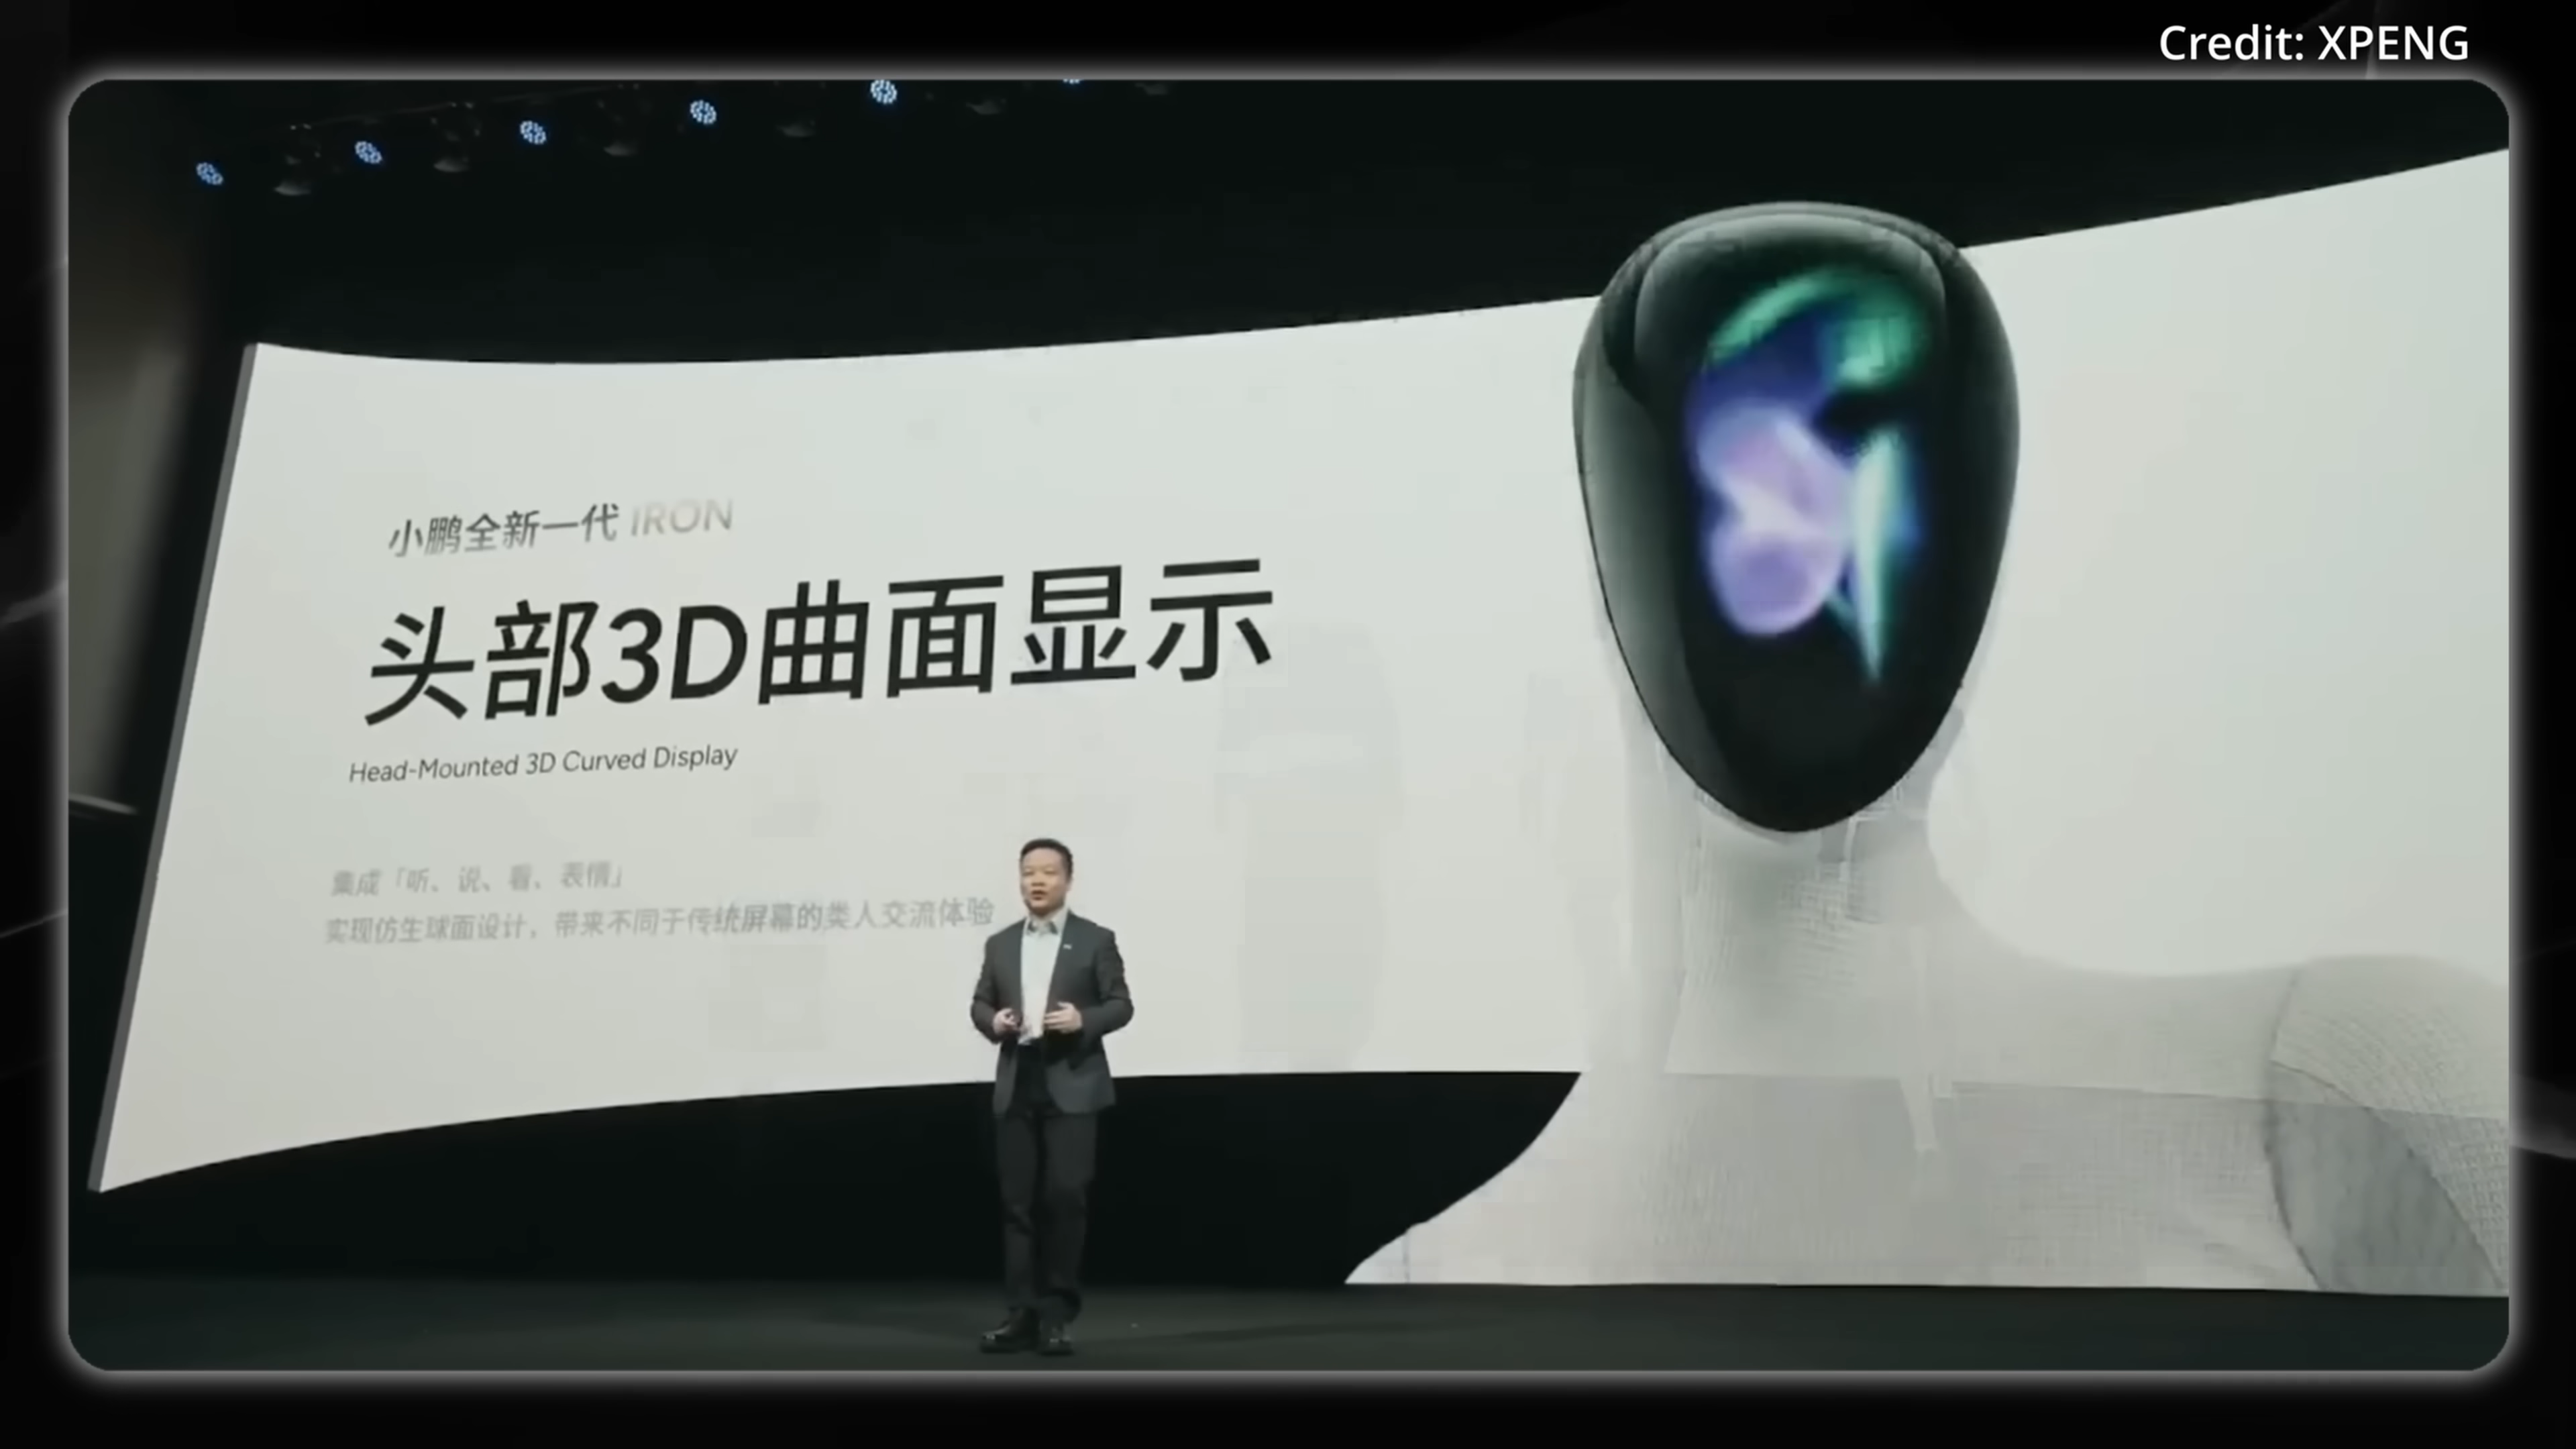 Credit: XPENG
小鹏全新一代 IRON
头部3D曲面显示
Head-Mounted 3D Curved Display
集成「听、说、看、表情」
实现仿生球面设计，带来不同于传统屏幕的类人交流体验